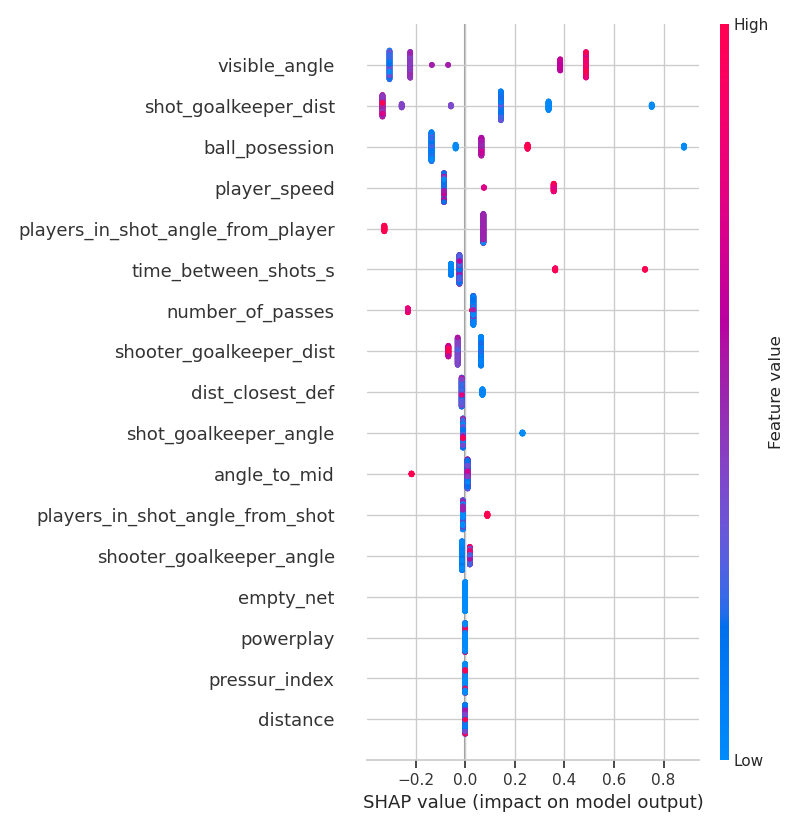 High
visible_angle
shot_goalkeeper_dist
ball_posession
player_speed
players_in_shot_angle_from_player
time_between_shots_s
number_of_passes
shooter_goalkeeper_dist
dist_closest_def
shot_goalkeeper_angle
angle_to_mid
players_in_shot_angle_from_shot
shooter_goalkeeper_angle
empty_net
powerplay
pressur_index
distance
Feature value
Low
−0.2 0.0 0.2 0.4 0.6 0.8
SHAP value (impact on model output)